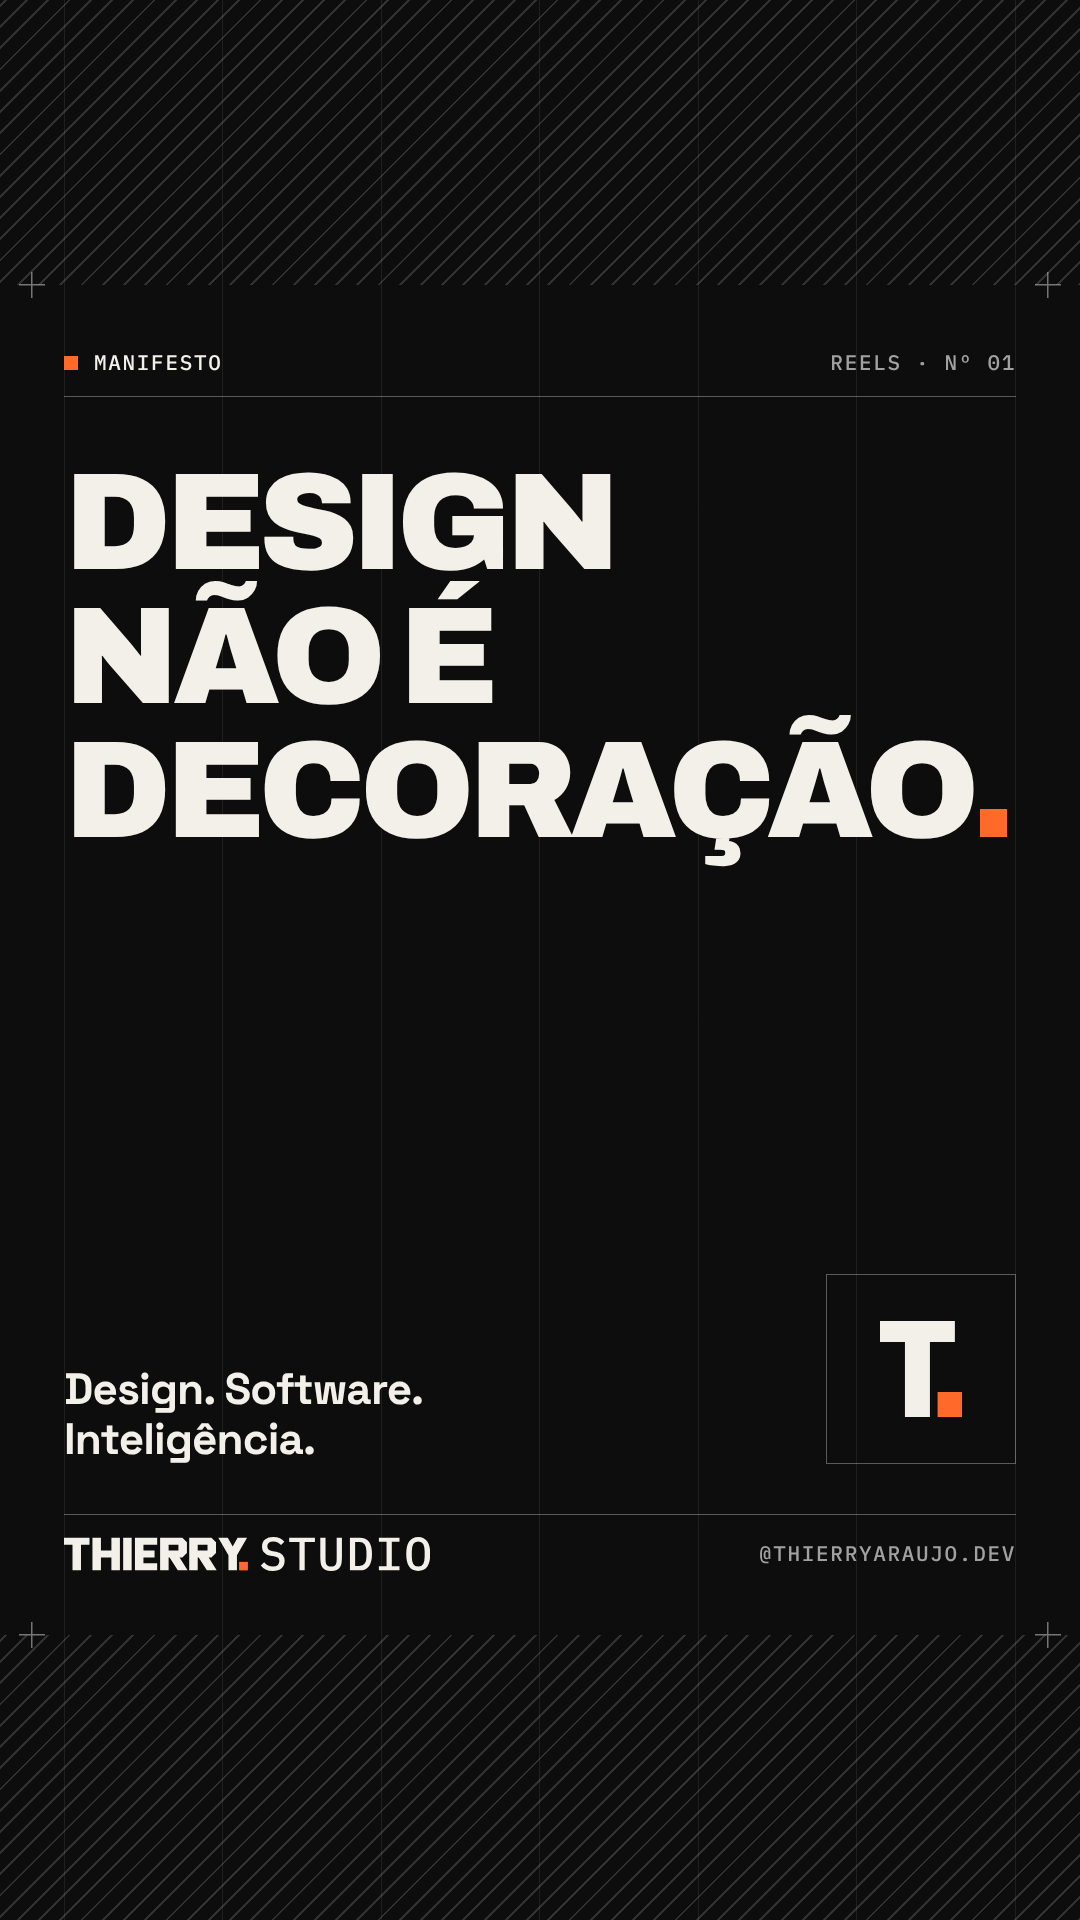 MANIFESTO
REELS · Nº 01
DESIGN
NÃO É
DECORAÇÃO.
T.
Design. Software.
Inteligência.
THIERRY. STUDIO
@THIERRYARAUJO.DEV